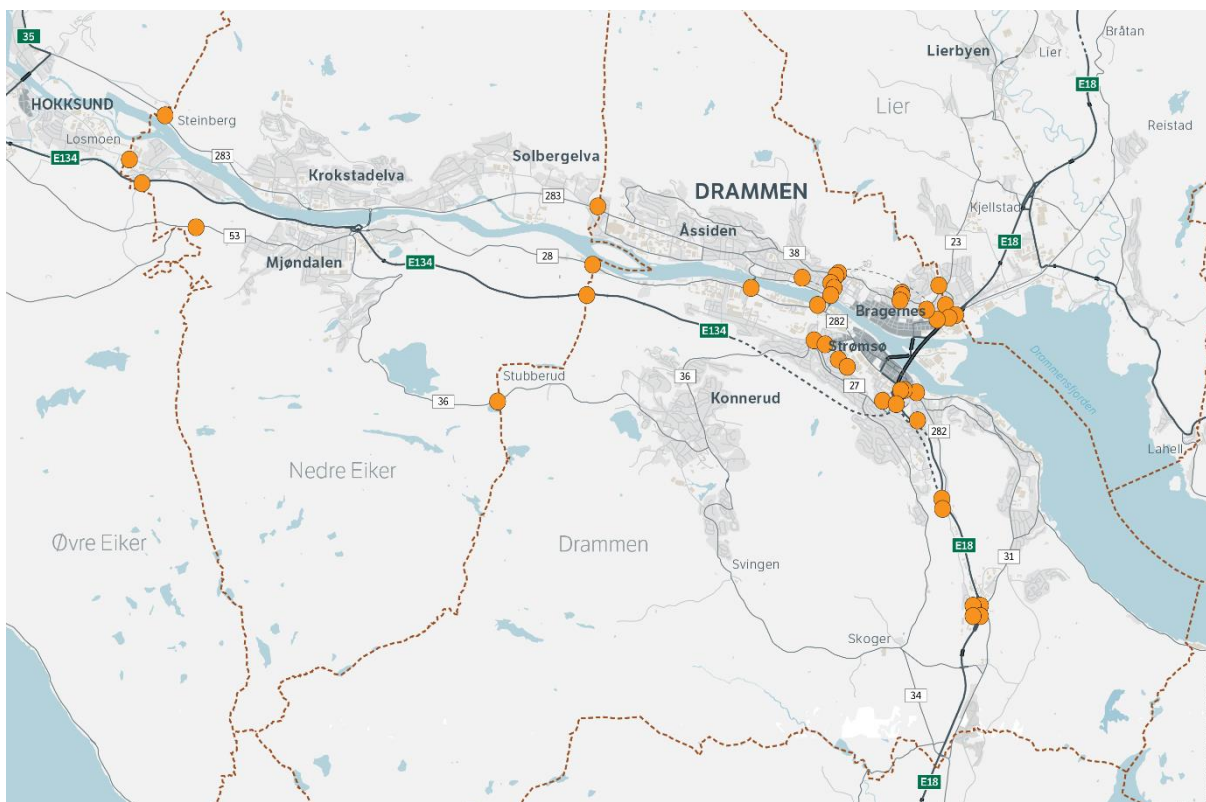 35
Bråtan
Lierbyen
Lier
E18
HOKKSUND
Lier
Steinberg
Reistad
Losmoen
E134
283
Solbergelva
Krokstadelva
283
DRAMMEN
Kjellstad
Åssiden
53
23
E18
28
38
Mjøndalen
E134
Bragernes
282
E134
Strømsø
Drammensfjorden
Stubberud
36
27
36
Konnerud
282
Lahell
Nedre Eiker
Øvre Eiker
Drammen
E18
31
Svingen
Skoger
34
E18